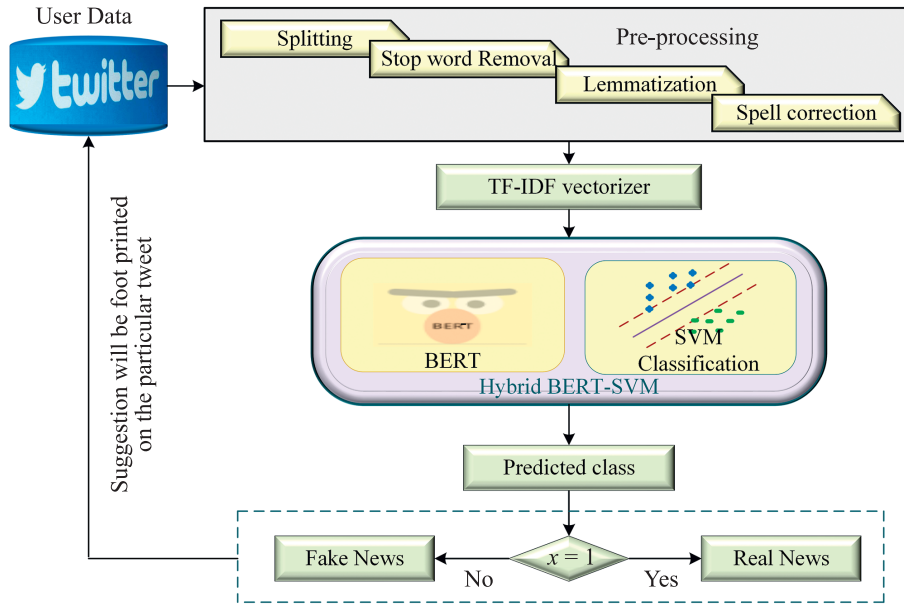 User Data
twitter
Pre-processing
Splitting
Stop word Removal
Lemmatization
Spell correction
TF-IDF vectorizer
BERT
BERT
SVM
Classification
Hybrid BERT-SVM
Predicted class
Fake News
No
x = 1
Yes
Real News
Suggestion will be foot printed
on the particular tweet